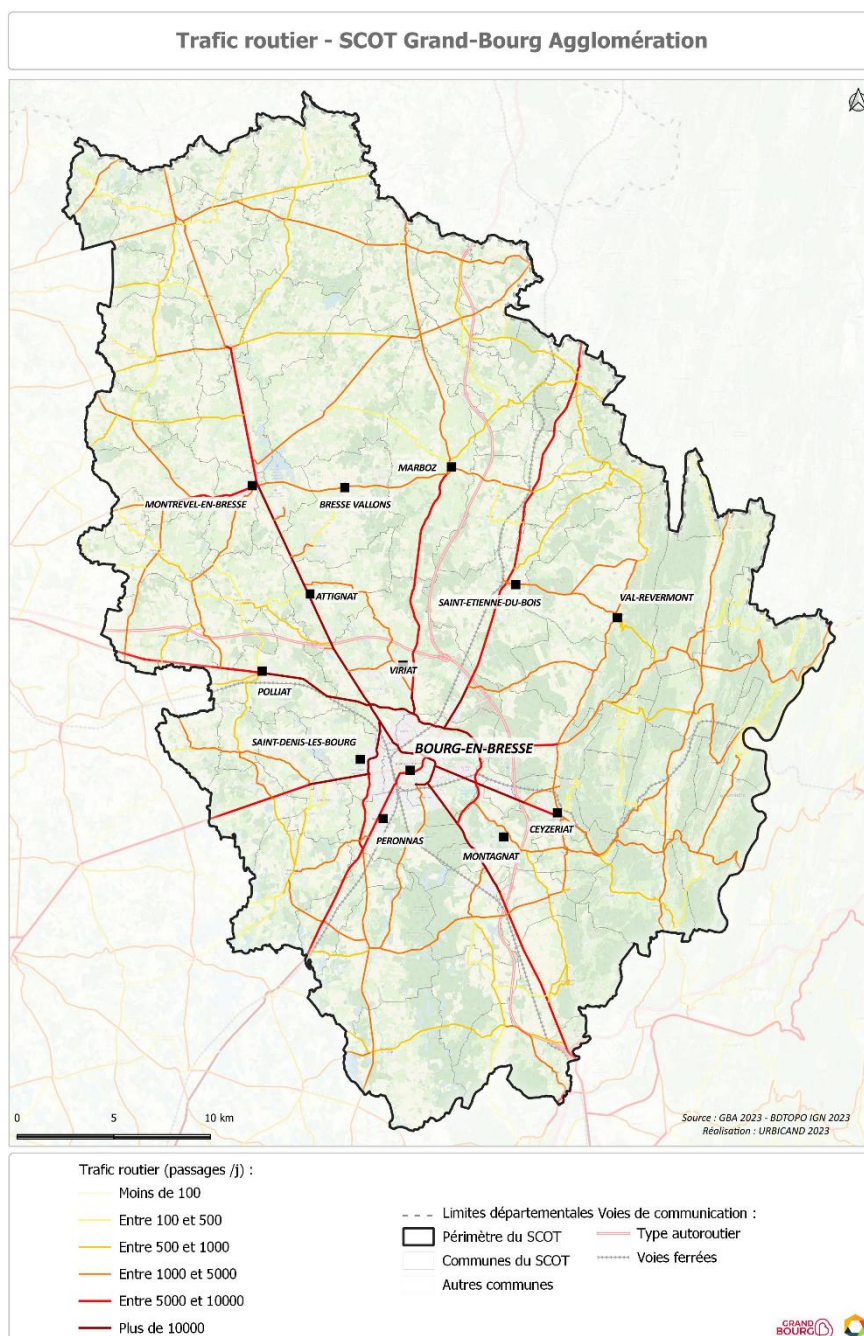 Trafic routier - SCOT Grand-Bourg Agglomération
MARBOZ
MONTREVEL-EN-BRESSE
BRESSE VALLONS
ATTIGNAT
SAINT-ETIENNE-DU-BOIS
VAL-REVERMONT
VIRIAT
POLLIAT
SAINT-DENIS-LES-BOURG
BOURG-EN-BRESSE
CEYZERIAT
PERONNAS
MONTAGNAT
0 5 10 km
Source : GBA 2023 - BDTOPO IGN 2023
Réalisation : URBICAND 2023
Trafic routier (passages /j) :
Moins de 100
Entre 100 et 500
Entre 500 et 1000
Entre 1000 et 5000
Entre 5000 et 10000
Plus de 10000
Limites départementales
Périmètre du SCOT
Communes du SCOT
Autres communes
Voies de communication :
Type autoroutier
Voies ferrées
GRAND
BOURG